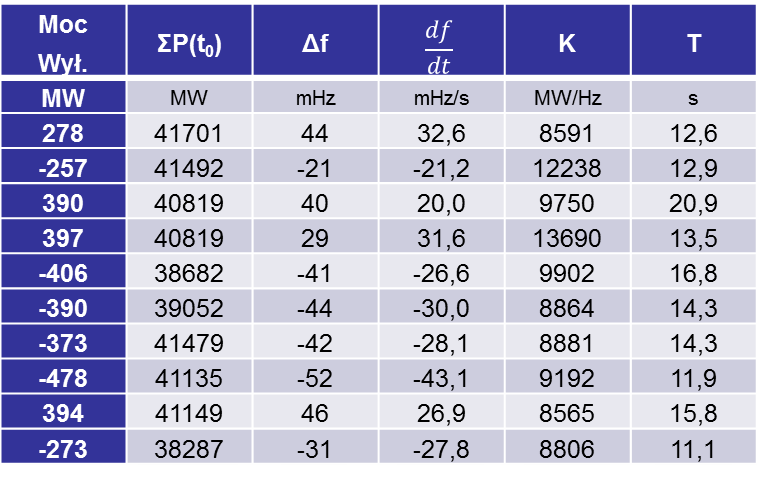 Moc Wył. ΣP(t₀) Δf df/dt K T
MW MW mHz mHz/s MW/Hz s
278 41701 44 32,6 8591 12,6
-257 41492 -21 -21,2 12238 12,9
390 40819 40 20,0 9750 20,9
397 40819 29 31,6 13690 13,5
-406 38682 -41 -26,6 9902 16,8
-390 39052 -44 -30,0 8864 14,3
-373 41479 -42 -28,1 8881 14,3
-478 41135 -52 -43,1 9192 11,9
394 41149 46 26,9 8565 15,8
-273 38287 -31 -27,8 8806 11,1